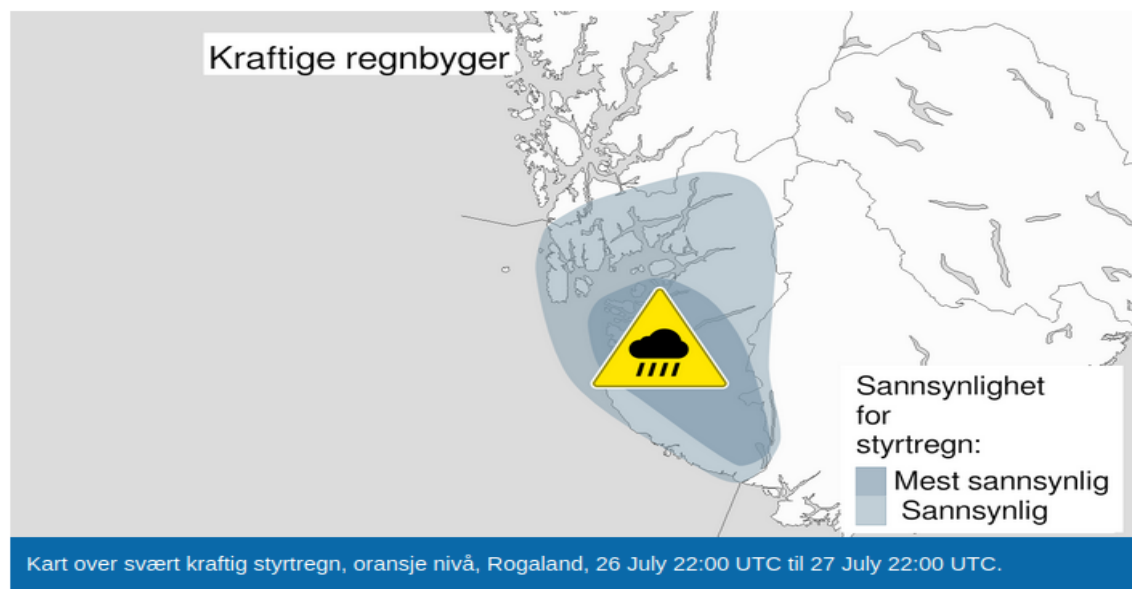 Kraftige regnbyger
Sannsynlighet
for
styrtregn:
Mest sannsynlig
Sannsynlig
Kart over svært kraftig styrtregn, oransje nivå, Rogaland, 26 July 22:00 UTC til 27 July 22:00 UTC.